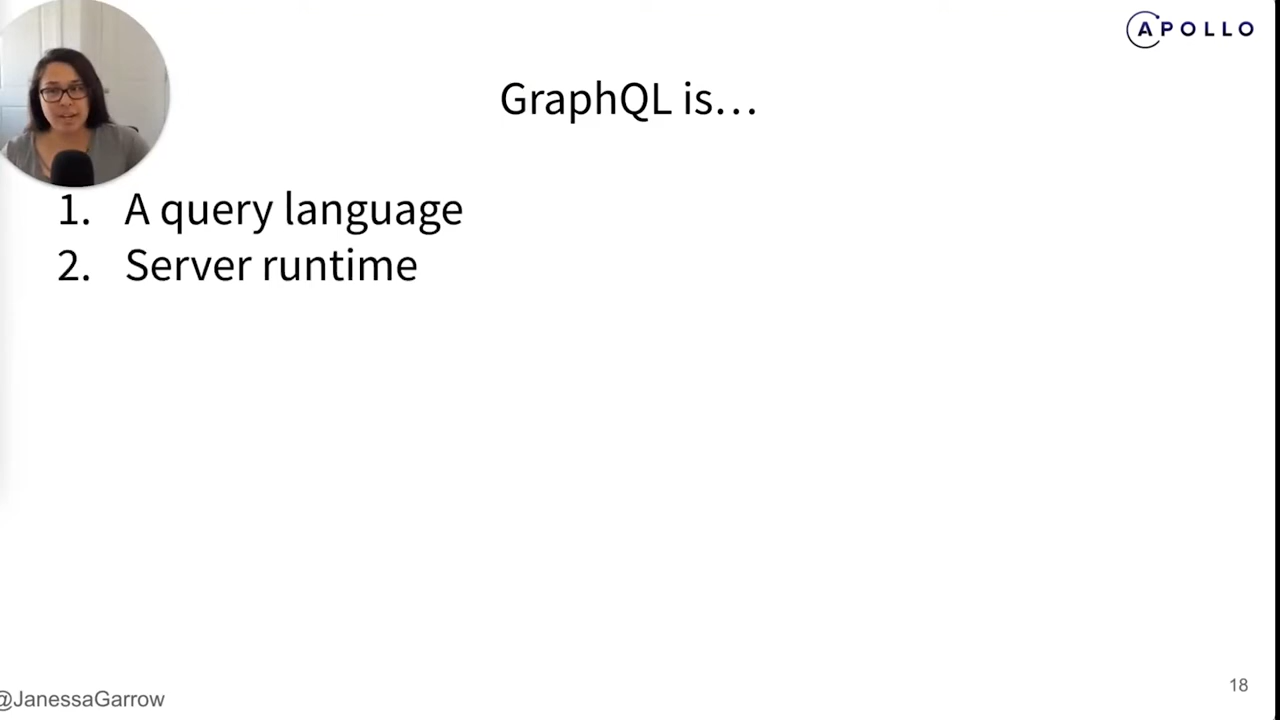 APOLLO
GraphQL is...
1. A query language
2. Server runtime
@JanessaGarrow
18